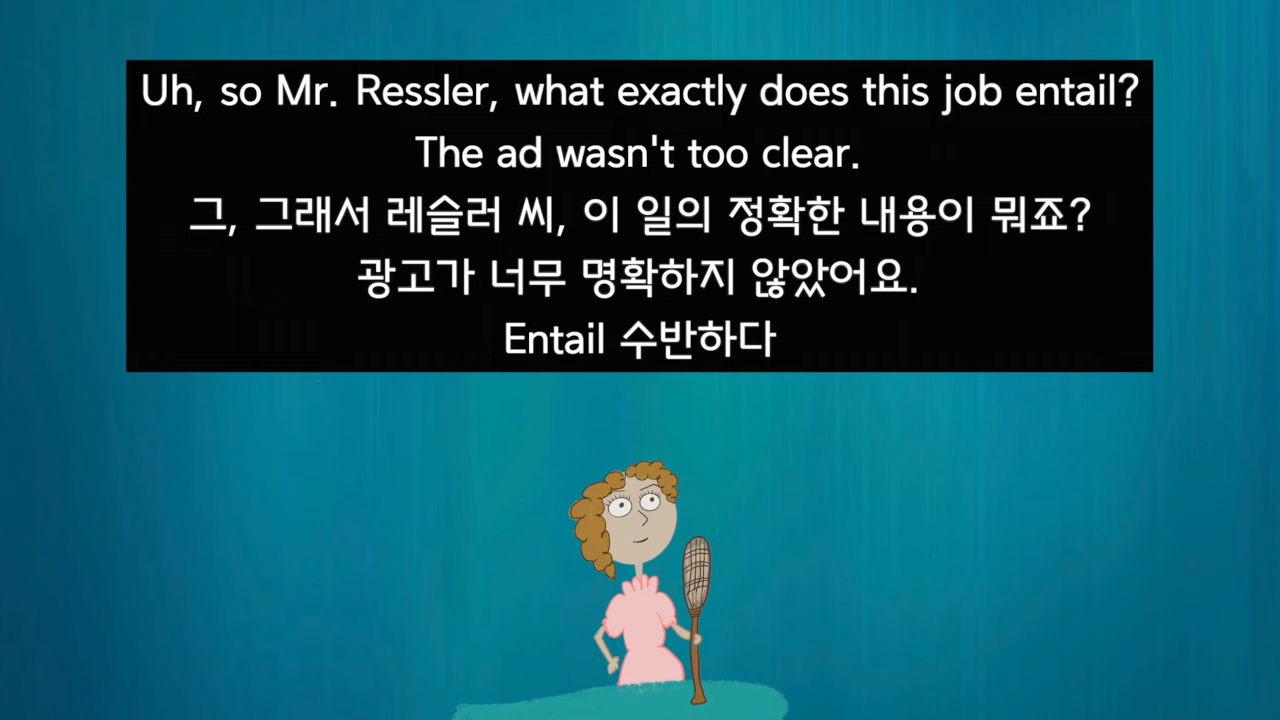 Uh, so Mr. Ressler, what exactly does this job entail?
The ad wasn't too clear.
그, 그래서 레슬러 씨, 이 일의 정확한 내용이 뭐죠?
광고가 너무 명확하지 않았어요.
Entail 수반하다